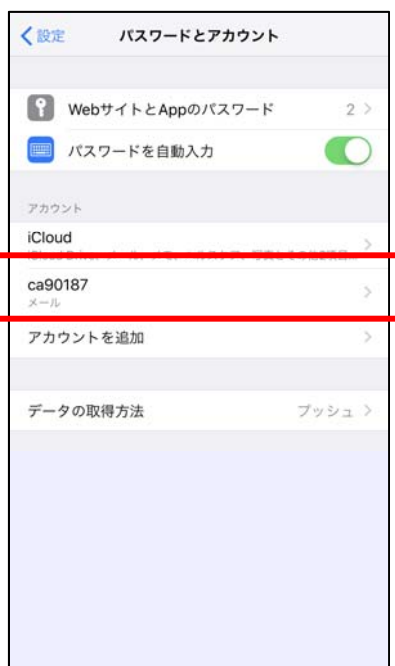 設定
パスワードとアカウント
WebサイトとAppのパスワード 2
パスワードを自動入力
アカウント
iCloud
ca90187
メール
アカウントを追加
データの取得方法 プッシュ